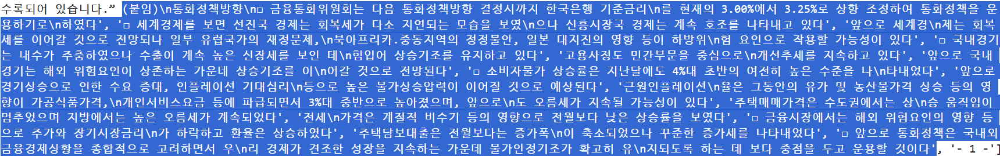 수록되어 있습니다.” (붙임)\n통화정책방향\n□ 금융통화위원회는 다음 통화정책방향 결정시까지 한국은행 기준금리\n를 현재의 3.00%에서 3.25%로 상향 조정하여 통화정책을 운
용하기로\n하였다', '□ 세계경제를 보면 선진국 경제는 회복세가 다소 지연되는 모습을 보였\n으나 신흥시장국 경제는 계속 호조를 나타내고 있다', '앞으로 세계경\n제는 회복
세를 이어갈 것으로 전망되나 일부 유럽국가의 재정문제,\n북아프리카.중동지역의 정정불안, 일본 대지진의 영향 등이 하방위\n험 요인으로 작용할 가능성이 있다', '□ 국내경기
는 내수가 주춤하였으나 수출이 계속 높은 신장세를 보인 데\n힘입어 상승기조를 유지하고 있다', '고용사정도 민간부문을 중심으로\n개선추세를 지속하고 있다', '앞으로 국내
경기는 해외 위험요인이 상존하는 가운데 상승기조를 이\n어갈 것으로 전망된다', '□ 소비자물가 상승률은 지난달에도 4%대 초반의 여전히 높은 수준을 나\n타내었다', '앞으로
경기상승으로 인한 수요 증대, 인플레이션 기대심리\n등으로 높은 물가상승압력이 이어질 것으로 예상된다', '근원인플레이션\n율은 그동안의 유가 및 농산물가격 상승 등의 영
향이 가공식품가격,\n개인서비스요금 등에 파급되면서 3%대 중반으로 높아졌으며, 앞으로\n도 오름세가 지속될 가능성이 있다', '주택매매가격은 수도권에서는 상\n승 움직임이
멈추었으며 지방에서는 높은 오름세가 계속되었다', '전세\n가격은 계절적 비수기 등의 영향으로 전월보다 낮은 상승률을 보였다', '□ 금융시장에서는 해외 위험요인의 영향 등
으로 주가와 장기시장금리\n가 하락하고 환율은 상승하였다', '주택담보대출은 전월보다는 증가폭\n이 축소되었으나 꾸준한 증가세를 나타내었다', '□ 앞으로 통화정책은 국내외
금융경제상황을 종합적으로 고려하면서 우\n리 경제가 견조한 성장을 지속하는 가운데 물가안정기조가 확고히 유\n지되도록 하는 데 보다 중점을 두고 운용할 것이다', '- 1 -']